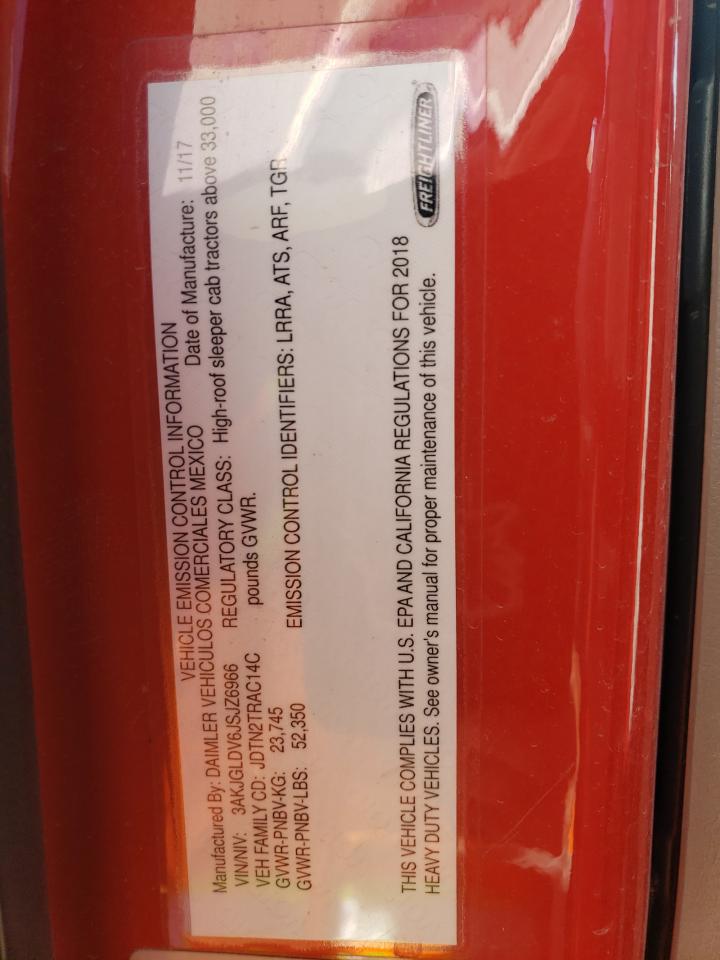 VEHICLE EMISSION CONTROL INFORMATION
Manufactured By: DAIMLER VEHICULOS COMERCIALES MEXICO Date of Manufacture: 11/17
VIN/NIV: 3AKJGLDV6JSJZ6966 REGULATORY CLASS: High-roof sleeper cab tractors above 33,000
VEH FAMILY CD: JDTN2TRAC14C pounds GVWR.
GVWR-PNBV-KG: 23,745
GVWR-PNBV-LBS: 52,350 EMISSION CONTROL IDENTIFIERS: LRRA, ATS, ARF, TGR
THIS VEHICLE COMPLIES WITH U.S. EPA AND CALIFORNIA REGULATIONS FOR 2018
HEAVY DUTY VEHICLES. See owner's manual for proper maintenance of this vehicle.
FREIGHTLINER